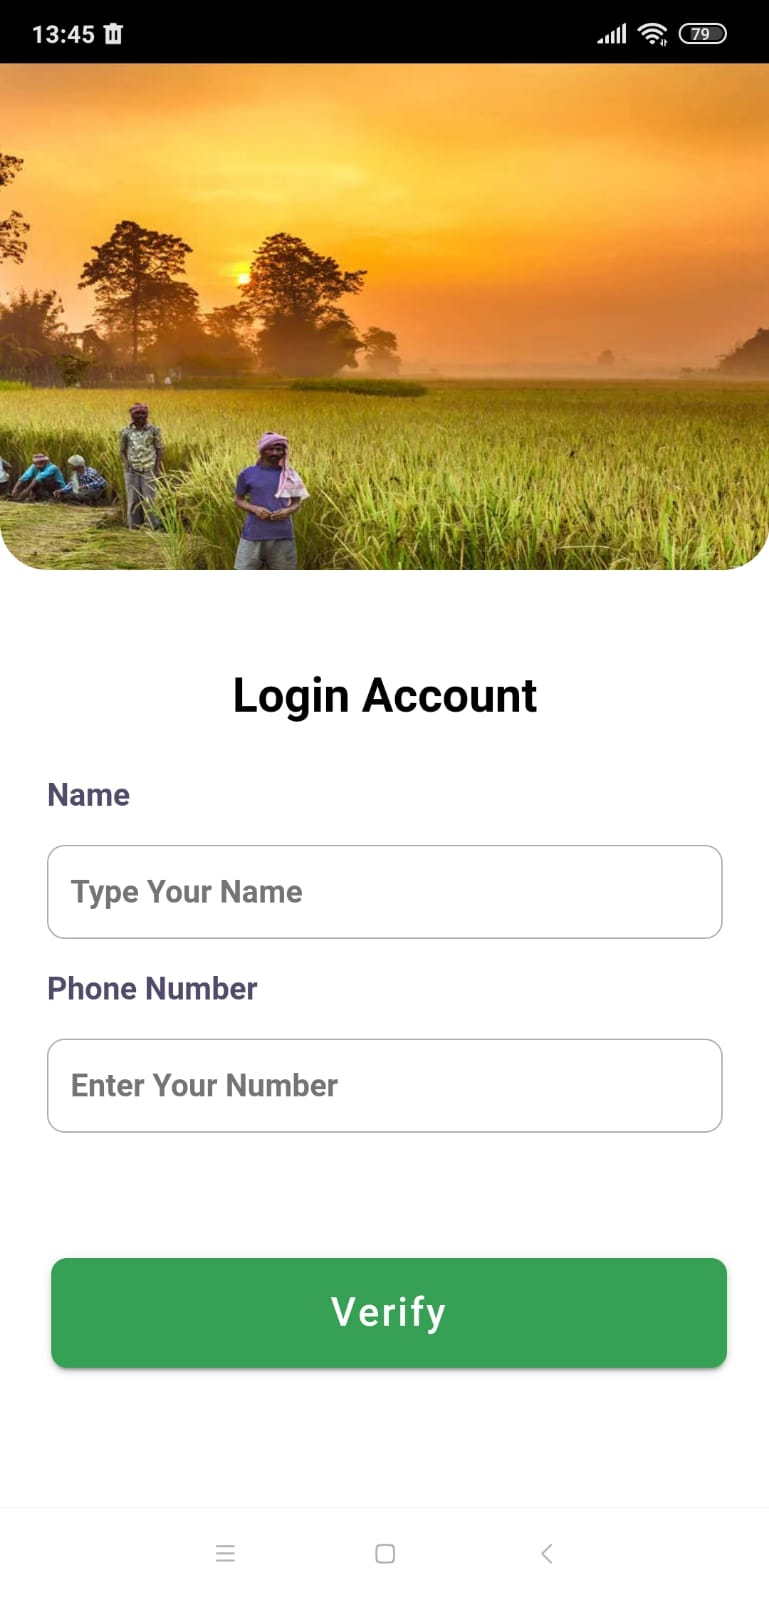 13:45
79
Login Account
Name
Type Your Name
Phone Number
Enter Your Number
Verify